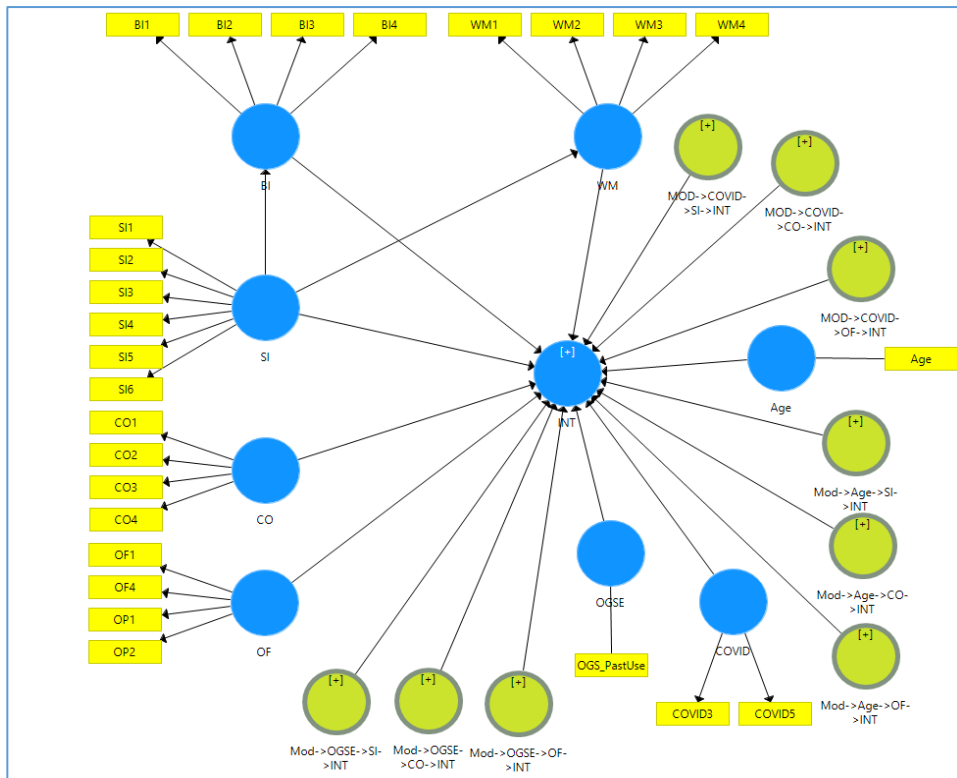 BI1 BI2 BI3 BI4 WM1 WM2 WM3 WM4
BI
WM
[+]
MOD->COVID-
>SI->INT
[+]
MOD->COVID-
>CO->INT
SI1
SI2
SI3
SI4
SI5
SI6
SI
[+]
MOD->COVID-
>OF->INT
[+]
INT
Age
Age
CO1
CO2
CO3
CO4
CO
[+]
Mod->Age->SI-
>INT
[+]
Mod->Age->CO-
>INT
OF1
OF4
OP1
OP2
OF
OGSE
OGS_PastUse
COVID
COVID3 COVID5
[+]
Mod->Age->OF-
>INT
[+]
Mod->OGSE->SI-
>INT
[+]
Mod->OGSE-
>CO->INT
[+]
Mod->OGSE->OF-
>INT